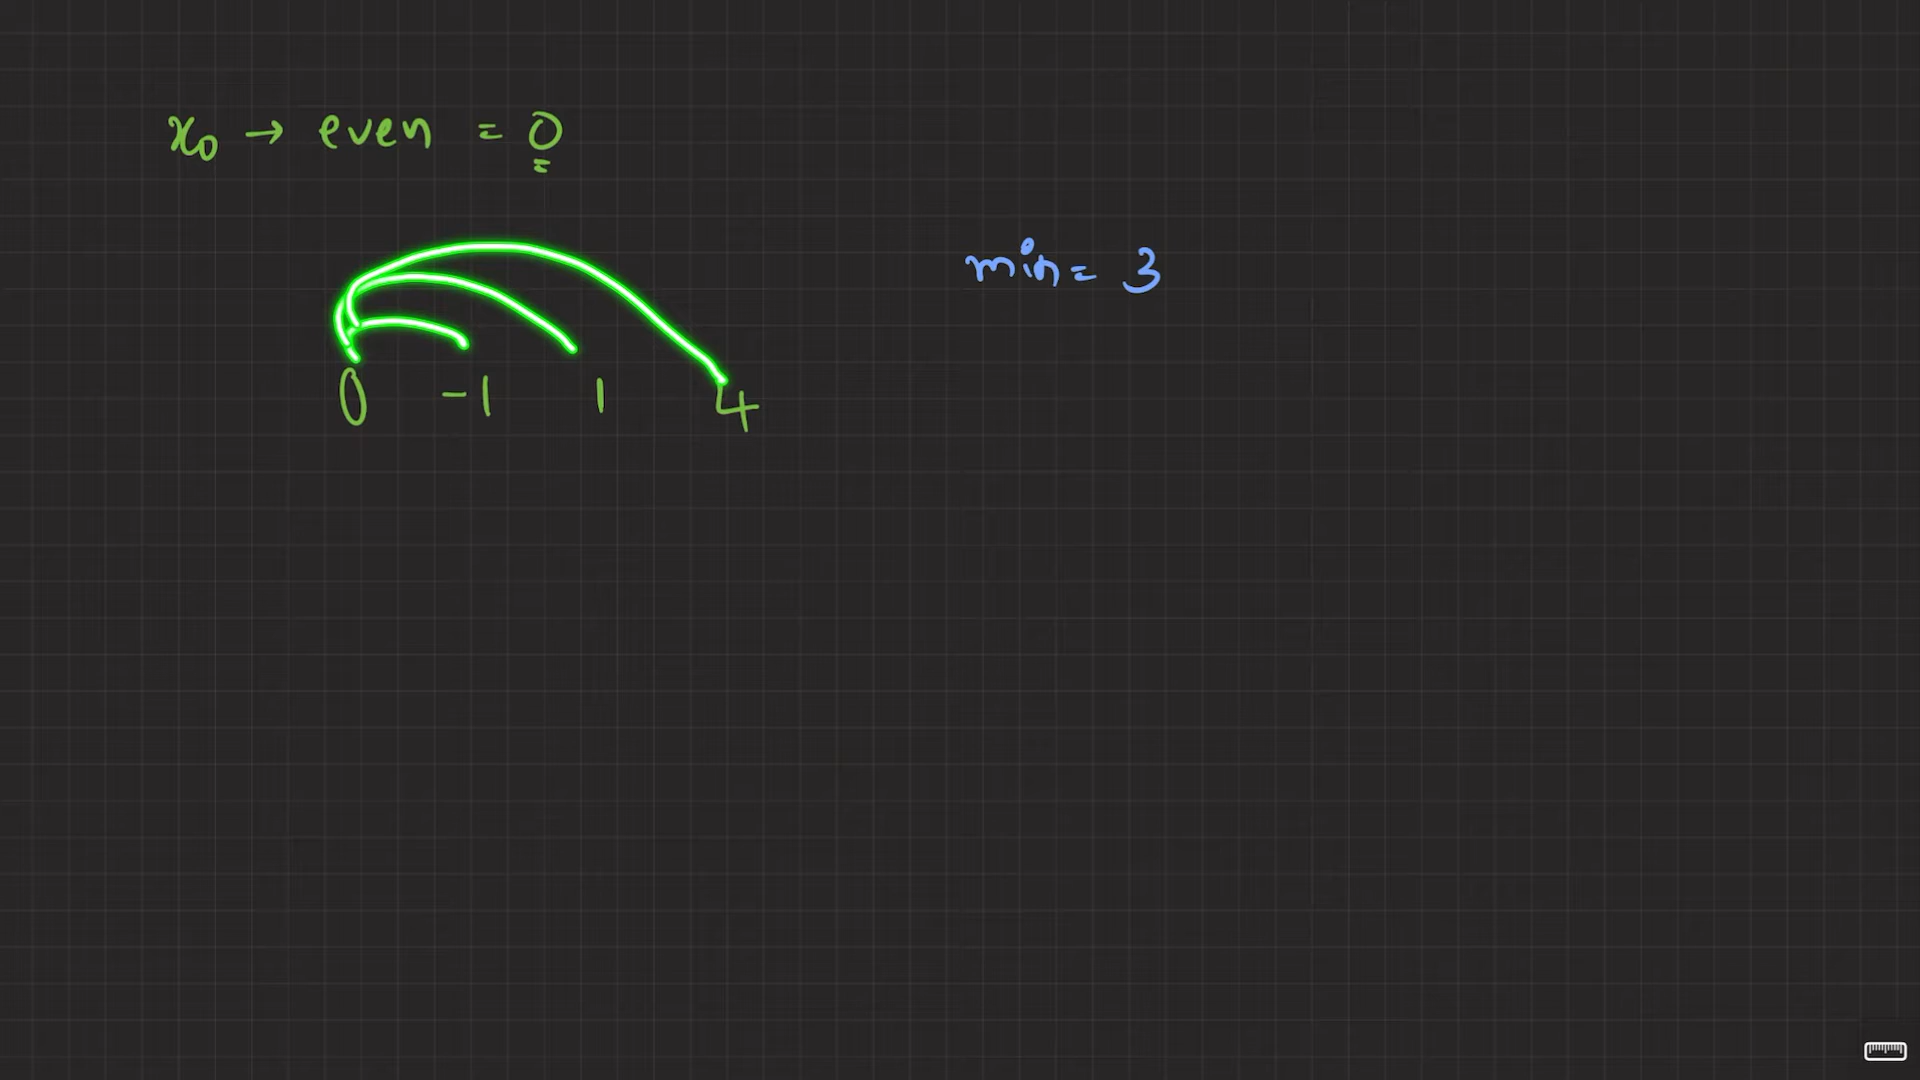 x₀ → even = 0
min = 3
0 -1 1 4